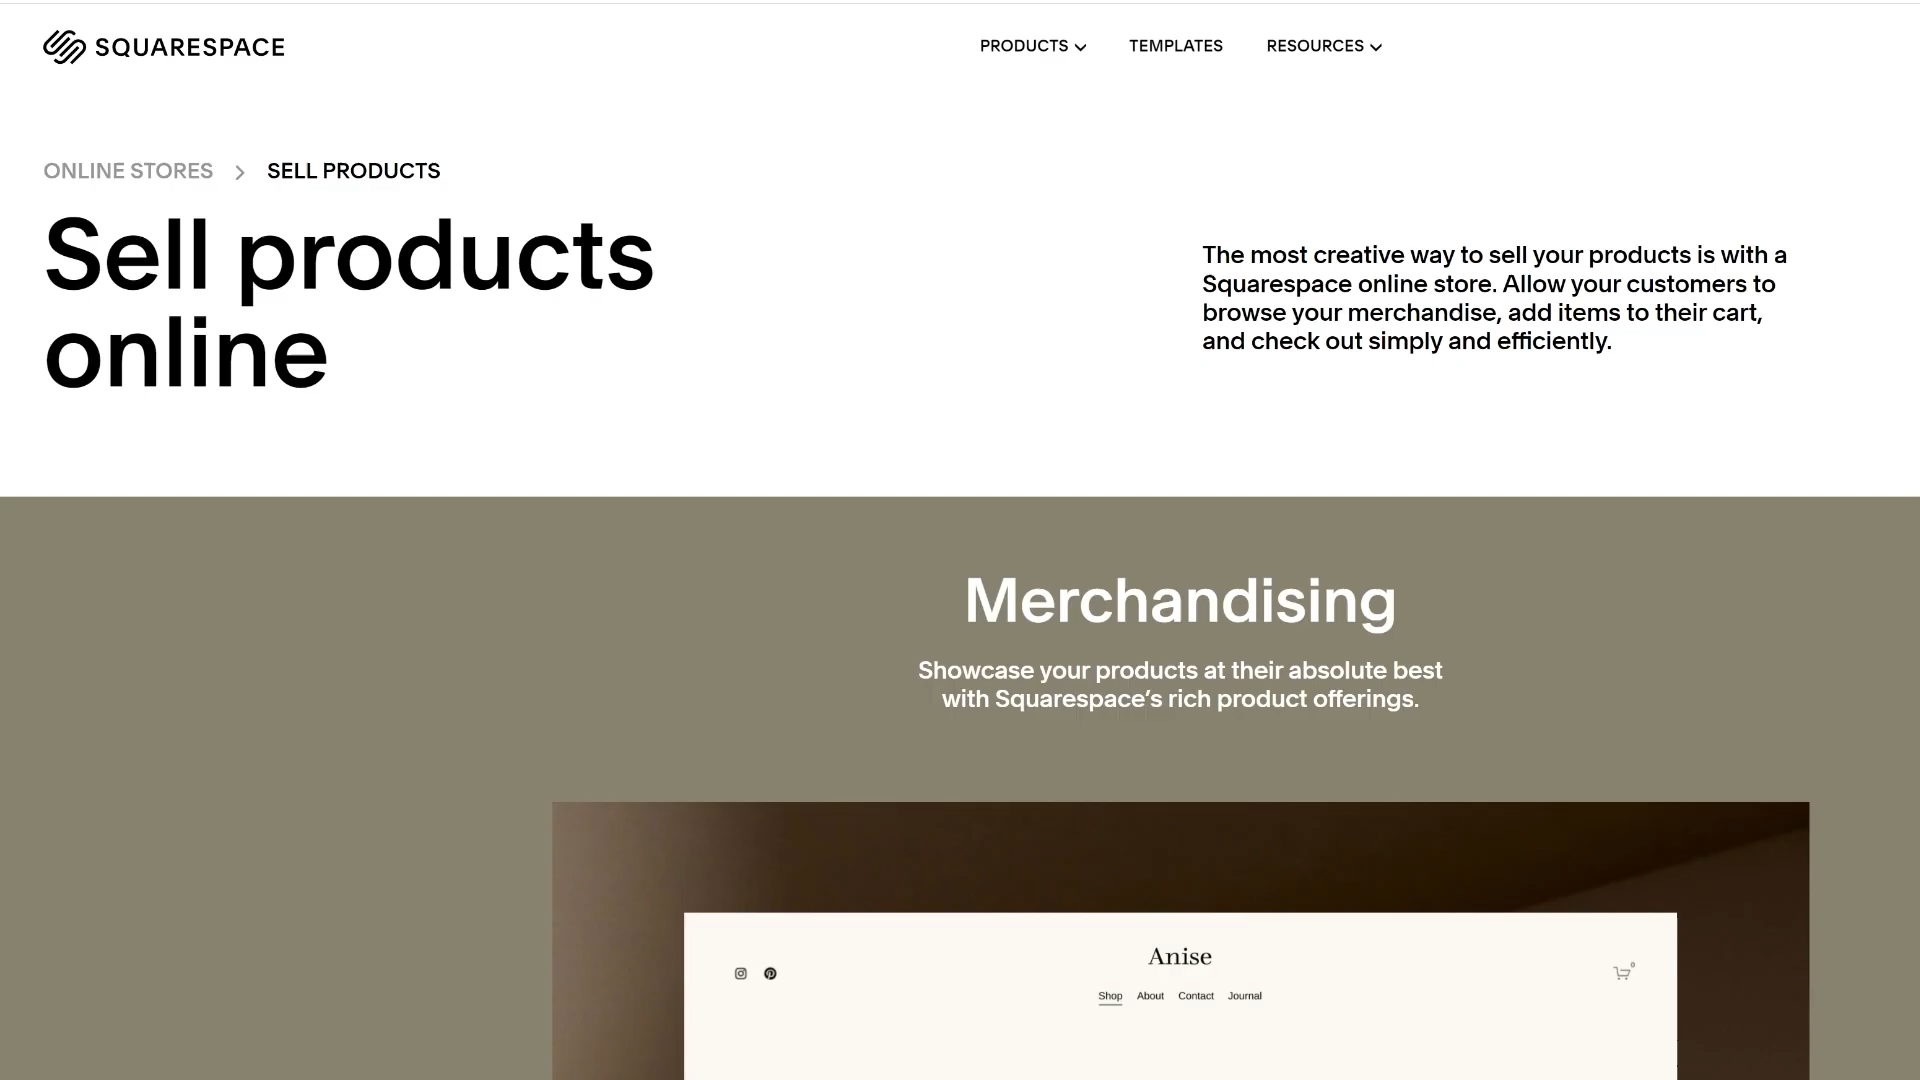 SQUARESPACE
PRODUCTS
TEMPLATES
RESOURCES
ONLINE STORES
SELL PRODUCTS
Sell products
online
The most creative way to sell your products is with a
Squarespace online store. Allow your customers to
browse your merchandise, add items to their cart,
and check out simply and efficiently.
Merchandising
Showcase your products at their absolute best
with Squarespace’s rich product offerings.
Anise
0
Shop
About
Contact
Journal